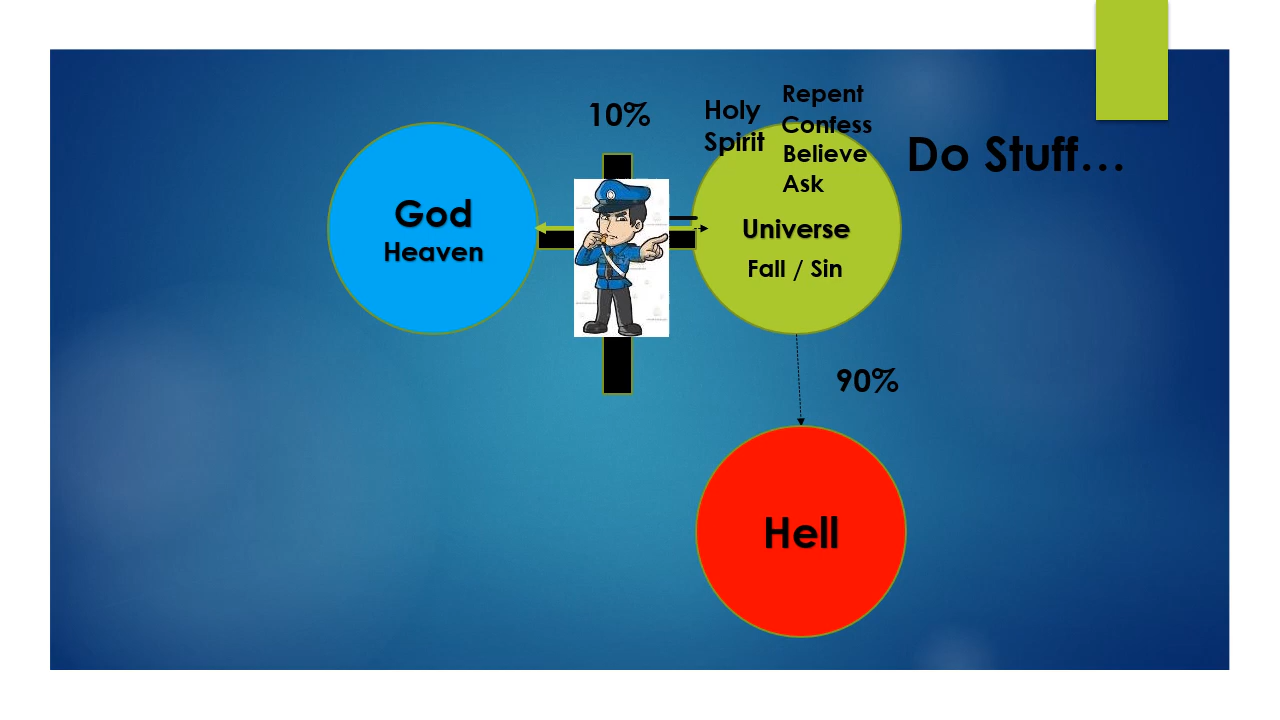 10%
Holy
Spirit
Repent
Confess
Believe
Ask
Do Stuff...
God
Heaven
Universe
Fall / Sin
90%
Hell